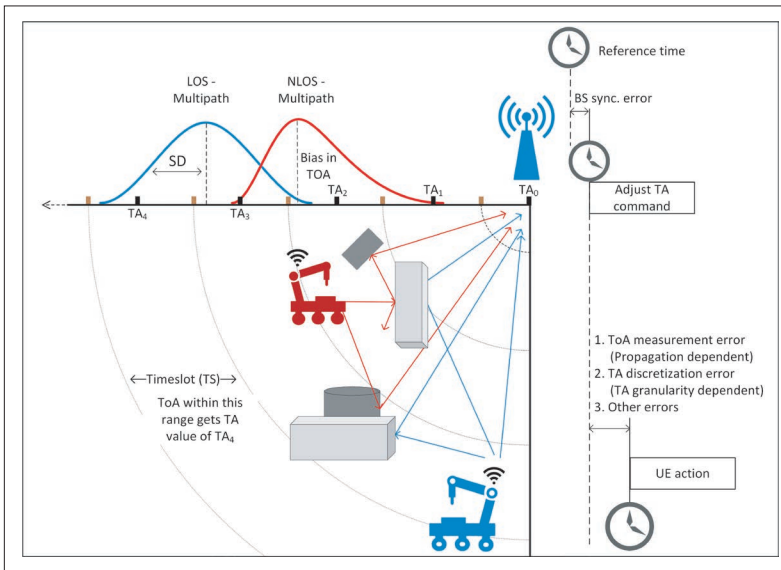 Reference time
LOS -
Multipath
NLOS -
Multipath
BS sync. error
SD
Bias in
TOA
TA4
TA3
TA2
TA1
TA0
Adjust TA
command
Timeslot (TS)
ToA within this
range gets TA
value of TA4
1. ToA measurement error
(Propagation dependent)
2. TA discretization error
(TA granularity dependent)
3. Other errors
UE action